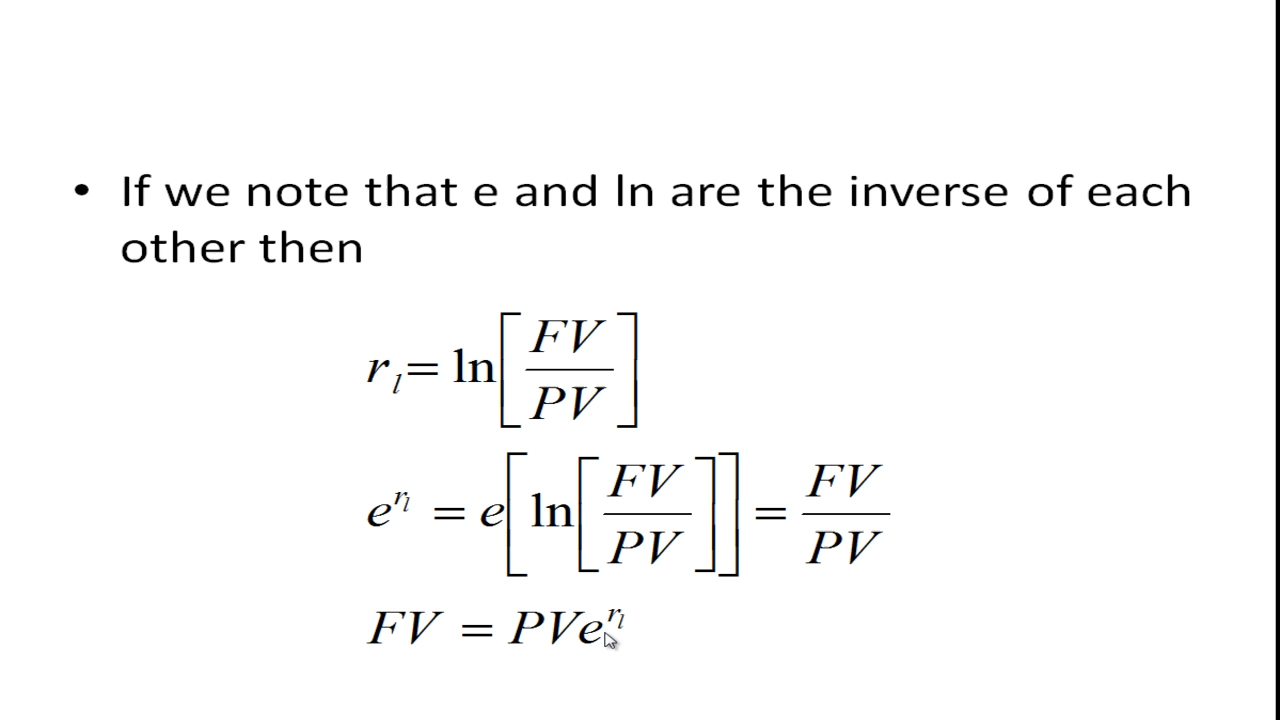 • If we note that e and ln are the inverse of each
other then
r_l = ln[FV/PV]
e^{r_l} = e[ln[FV/PV]] = FV/PV
FV = PVe^{r_l}